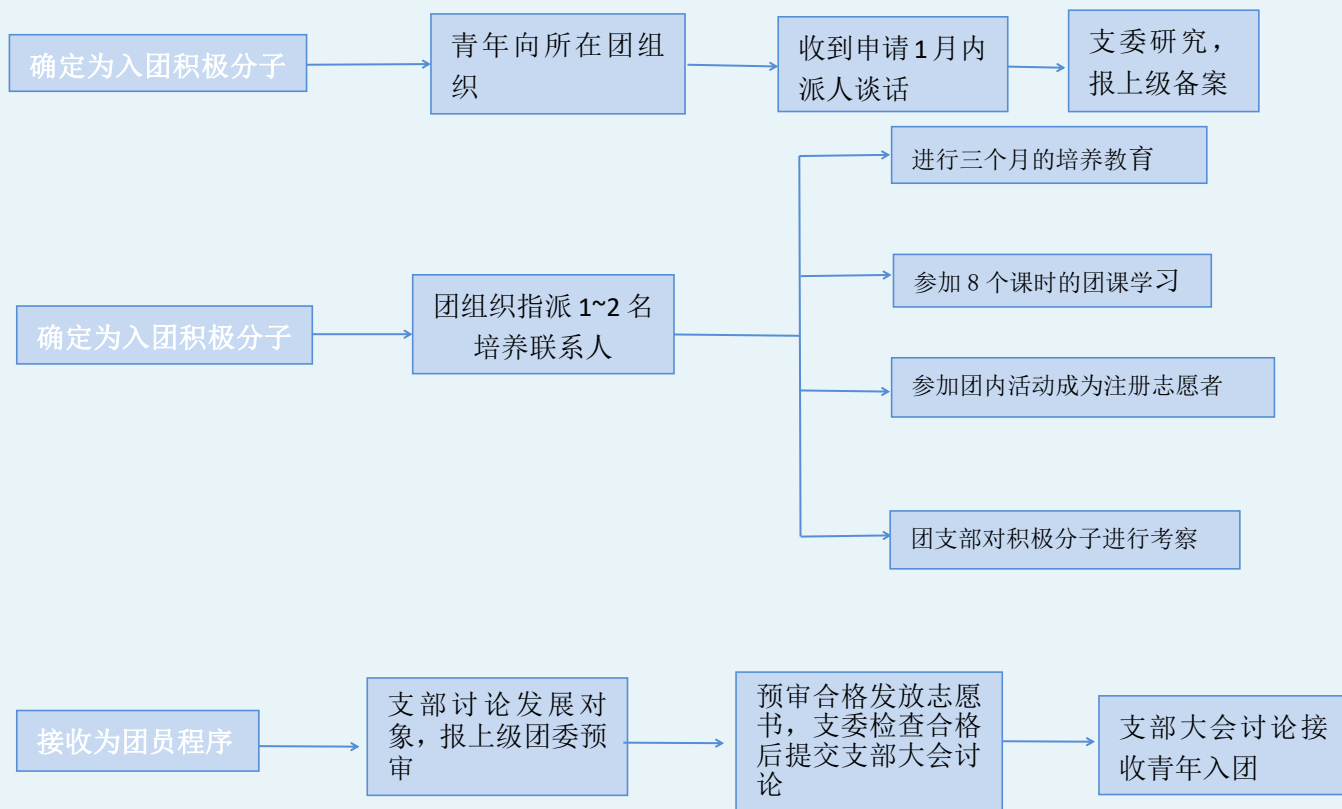 确定为入团积极分子
青年向所在团组
织
收到申请1月内
派人谈话
支委研究，
报上级备案
进行三个月的培养教育
参加 8 个课时的团课学习
确定为入团积极分子
团组织指派 1~2 名
培养联系人
参加团内活动成为注册志愿者
团支部对积极分子进行考察
接收为团员程序
支部讨论发展对
象，报上级团委预
审
预审合格发放志愿
书，支委检查合格
后提交支部大会讨
论
支部大会讨论接
收青年入团